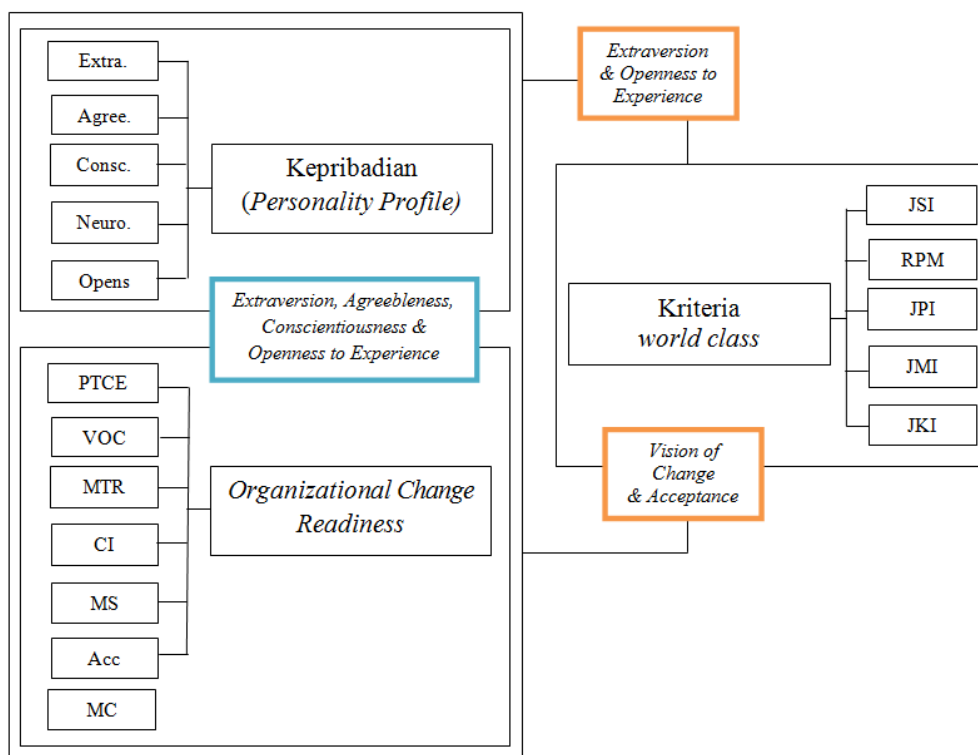 Extra.
Agree.
Consc.
Neuro.
Opens
Kepribadian
(Personality Profile)
Extraversion, Agreebleness,
Conscientiousness &
Openness to Experience
PTCE
VOC
MTR
CI
MS
Acc
MC
Organizational Change
Readiness
Extraversion
& Openness to
Experience
Kriteria
world class
JSI
RPM
JPI
JMI
JKI
Vision of
Change
& Acceptance